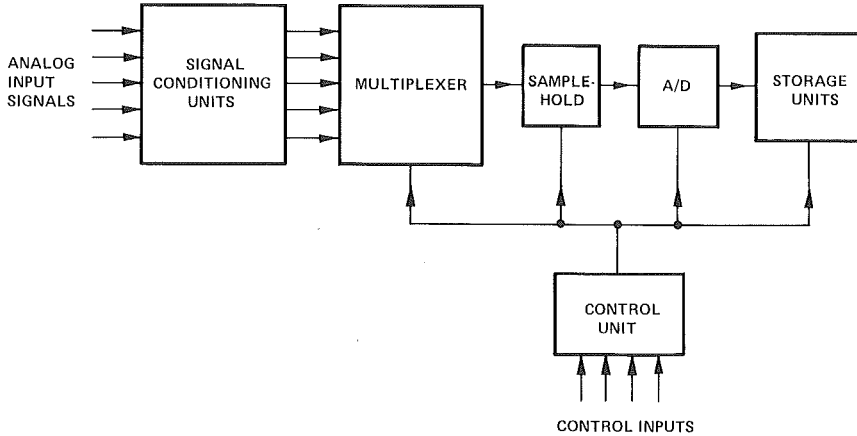 ANALOG
INPUT
SIGNALS
SIGNAL
CONDITIONING
UNITS
MULTIPLEXER
SAMPLE-
HOLD
A/D
STORAGE
UNITS
CONTROL
UNIT
CONTROL INPUTS